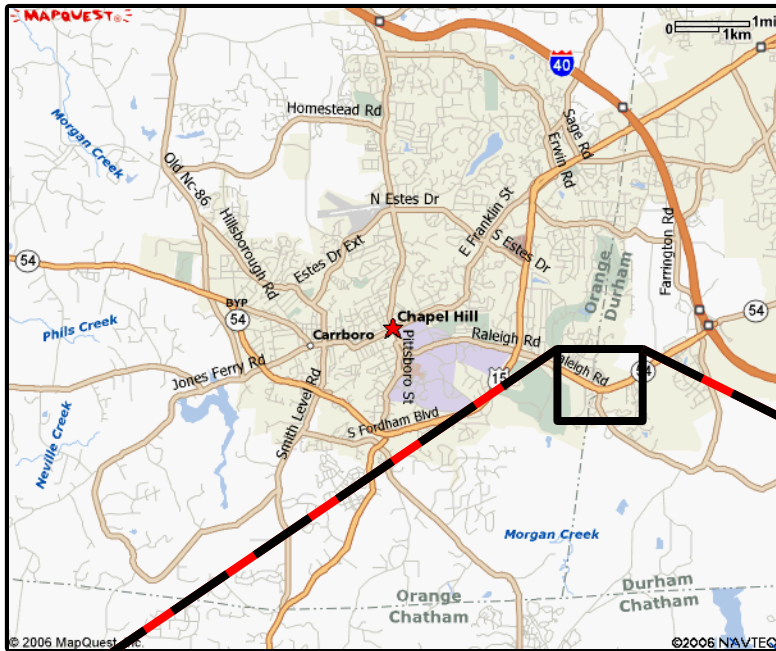 MAPQUEST
1mi
0
1km
40
Homestead Rd
Sage Rd
Erwin Rd
Morgan Creek
Old Nc-86
N Estes Dr
E Franklin St
Hillsborough Rd
Estes Dr Ext
S Estes Dr
Farrington Rd
Orange
Durham
54
BYP
54
54
Chapel Hill
Phils Creek
Carrboro
Raleigh Rd
Pittsboro St
Raleigh Rd
54
15
Jones Ferry Rd
Smith Level Rd
S Fordham Blvd
Neville Creek
Morgan Creek
Durham
Chatham
Orange
Chatham
© 2006 MapQuest, Inc.
©2006 NAVTEQ